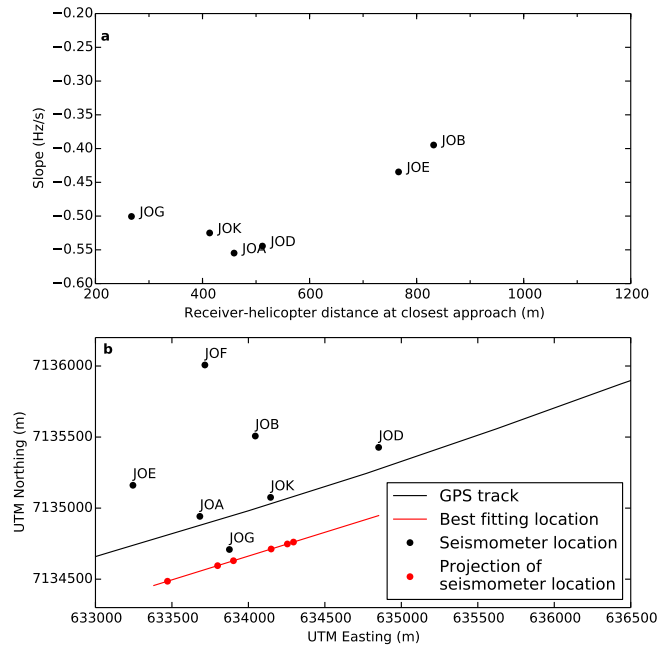 a
−0.20
−0.25
−0.30
−0.35
−0.40
−0.45
−0.50
−0.55
−0.60
Slope (Hz/s)
JOB
JOE
JOG
JOK
JOD
JOA
200
400
600
800
1000
1200
Receiver-helicopter distance at closest approach (m)
b
7136000
7135500
7135000
7134500
UTM Northing (m)
JOF
JOB
JOD
JOE
JOK
JOA
JOG
GPS track
Best fitting location
Seismometer location
Projection of
seismometer location
633000
633500
634000
634500
635000
635500
636000
636500
UTM Easting (m)